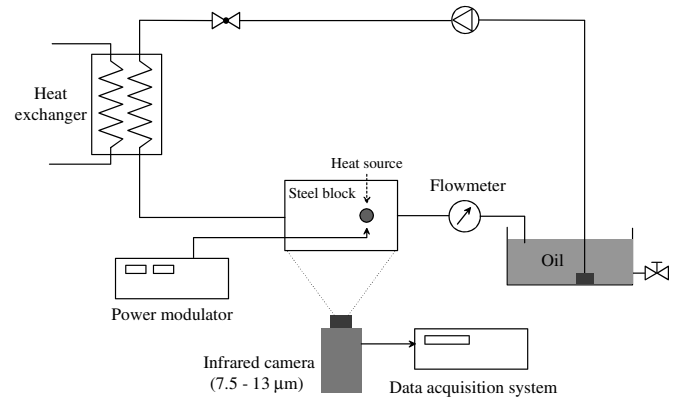 Heat
exchanger
Heat source
Steel block
Flowmeter
Oil
Power modulator
Infrared camera
(7.5 - 13 μm)
Data acquisition system